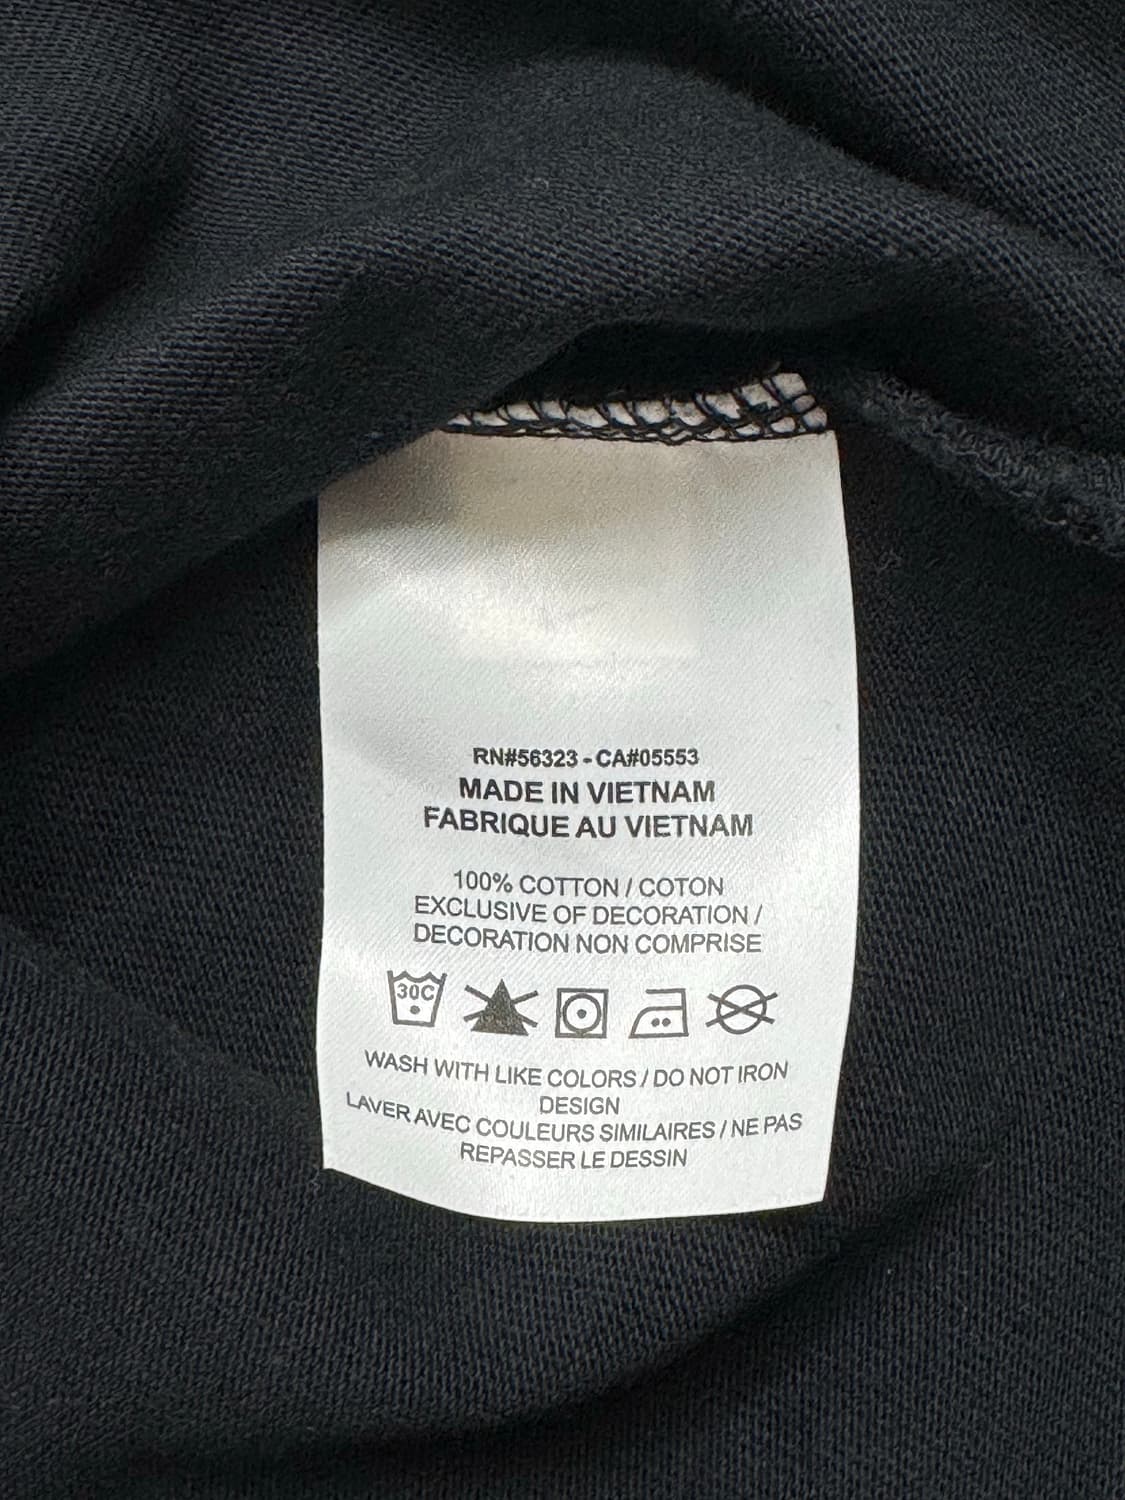 RN#56323 - CA#05553
MADE IN VIETNAM
FABRIQUE AU VIETNAM
100% COTTON / COTON
EXCLUSIVE OF DECORATION /
DECORATION NON COMPRISE
30C
WASH WITH LIKE COLORS / DO NOT IRON
DESIGN
LAVER AVEC COULEURS SIMILAIRES / NE PAS
REPASSER LE DESSIN